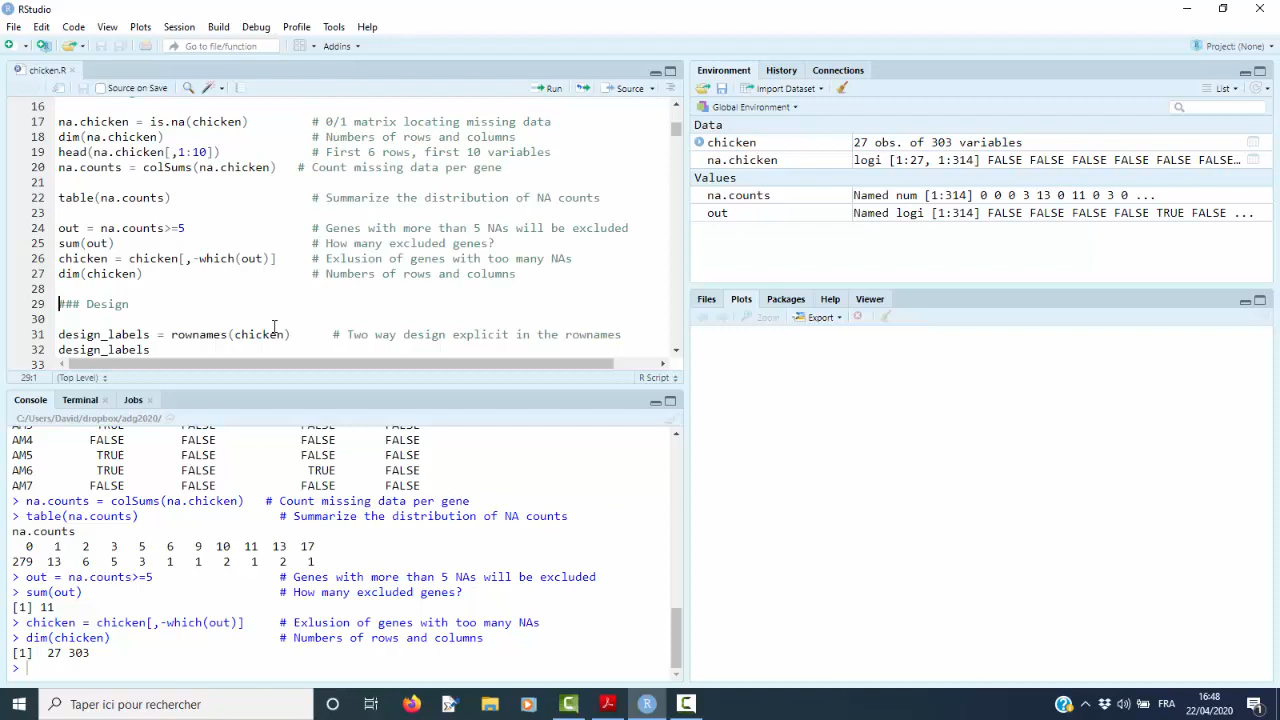 RStudio
File Edit Code View Plots Session Build Debug Profile Tools Help
Go to file/function Addins Project: (None)
chicken.R
Source on Save Run Source
16
17 na.chicken = is.na(chicken) # 0/1 matrix locating missing data
18 dim(na.chicken) # Numbers of rows and columns
19 head(na.chicken[,1:10]) # First 6 rows, first 10 variables
20 na.counts = colSums(na.chicken) # Count missing data per gene
21
22 table(na.counts) # Summarize the distribution of NA counts
23
24 out = na.counts>=5 # Genes with more than 5 NAs will be excluded
25 sum(out) # How many excluded genes?
26 chicken = chicken[,-which(out)] # Exlusion of genes with too many NAs
27 dim(chicken) # Numbers of rows and columns
28
29 ### Design
30
31 design_labels = rownames(chicken) # Two way design explicit in the rownames
32 design_labels
33
29:1 (Top Level) R Script
Console Terminal Jobs
C:/Users/David/dropbox/adg2020/
AM4 FALSE FALSE FALSE FALSE
AM5 TRUE FALSE FALSE FALSE
AM6 TRUE FALSE TRUE FALSE
AM7 FALSE FALSE FALSE FALSE
> na.counts = colSums(na.chicken) # Count missing data per gene
> table(na.counts) # Summarize the distribution of NA counts
na.counts
0 1 2 3 5 6 9 10 11 13 17
279 13 6 5 3 1 1 2 1 2 1
> out = na.counts>=5 # Genes with more than 5 NAs will be excluded
> sum(out) # How many excluded genes?
[1] 11
> chicken = chicken[,-which(out)] # Exlusion of genes with too many NAs
> dim(chicken) # Numbers of rows and columns
[1] 27 303
>
Environment History Connections
Import Dataset List
Global Environment
Data
chicken 27 obs. of 303 variables
na.chicken logi [1:27, 1:314] FALSE FALSE FALSE FALSE FALSE FALSE…
Values
na.counts Named num [1:314] 0 0 0 3 13 0 11 0 3 0 ...
out Named logi [1:314] FALSE FALSE FALSE FALSE TRUE FALSE ...
Files Plots Packages Help Viewer
Zoom Export
Taper ici pour rechercher
FRA
16:48
22/04/2020